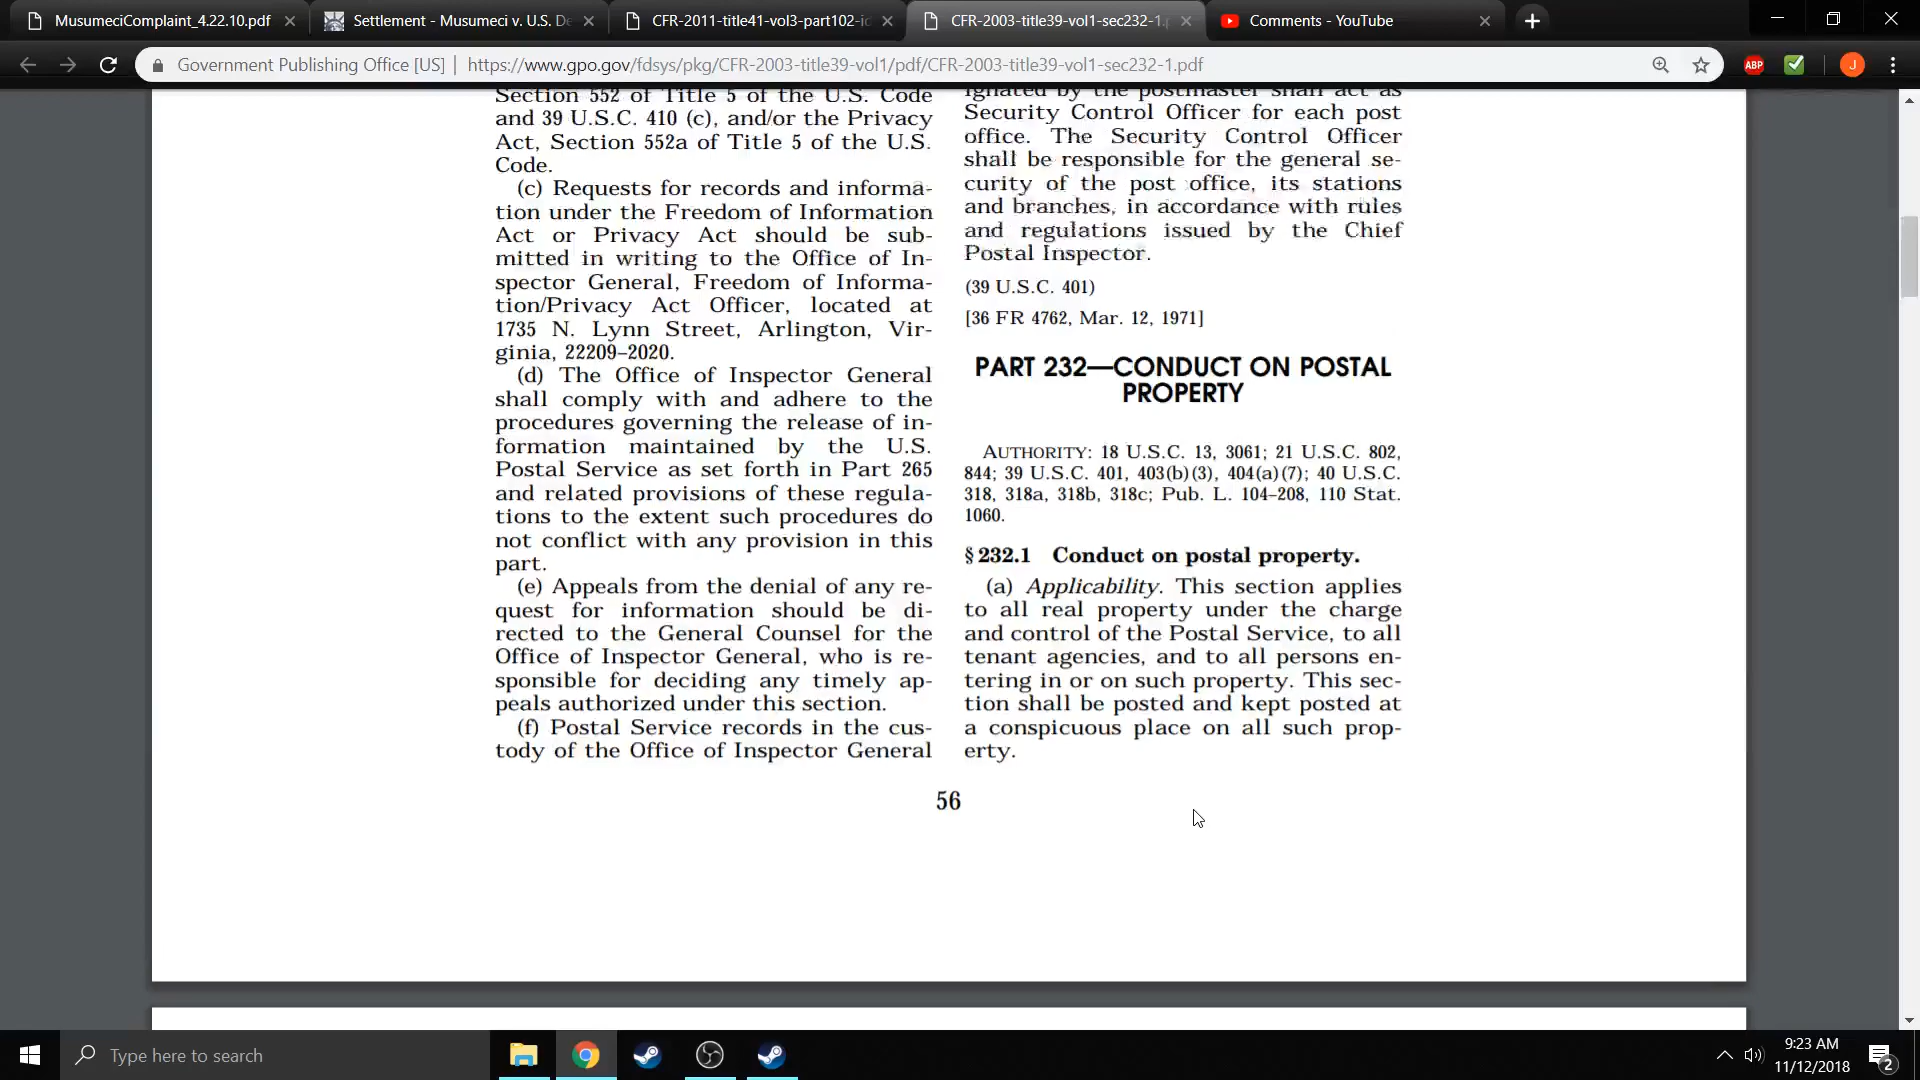 MusumeciComplaint_4.22.10.pdf
Settlement - Musumeci v. U.S. De
CFR-2011-title41-vol3-part102-id
CFR-2003-title39-vol1-sec232-1.p
Comments - YouTube
Government Publishing Office [US] | https://www.gpo.gov/fdsys/pkg/CFR-2003-title39-vol1/pdf/CFR-2003-title39-vol1-sec232-1.pdf
ABP
J
Section 552 of Title 5 of the U.S. Code
and 39 U.S.C. 410 (c), and/or the Privacy
Act, Section 552a of Title 5 of the U.S.
Code.
(c) Requests for records and informa-
tion under the Freedom of Information
Act or Privacy Act should be sub-
mitted in writing to the Office of In-
spector General, Freedom of Informa-
tion/Privacy Act Officer, located at
1735 N. Lynn Street, Arlington, Vir-
ginia, 22209–2020.
(d) The Office of Inspector General
shall comply with and adhere to the
procedures governing the release of in-
formation maintained by the U.S.
Postal Service as set forth in Part 265
and related provisions of these regula-
tions to the extent such procedures do
not conflict with any provision in this
part.
(e) Appeals from the denial of any re-
quest for information should be di-
rected to the General Counsel for the
Office of Inspector General, who is re-
sponsible for deciding any timely ap-
peals authorized under this section.
(f) Postal Service records in the cus-
tody of the Office of Inspector General
ignated by the postmaster shall act as
Security Control Officer for each post
office. The Security Control Officer
shall be responsible for the general se-
curity of the post office, its stations
and branches, in accordance with rules
and regulations issued by the Chief
Postal Inspector.
(39 U.S.C. 401)
[36 FR 4762, Mar. 12, 1971]
PART 232—CONDUCT ON POSTAL
PROPERTY
AUTHORITY: 18 U.S.C. 13, 3061; 21 U.S.C. 802,
844; 39 U.S.C. 401, 403(b)(3), 404(a)(7); 40 U.S.C.
318, 318a, 318b, 318c; Pub. L. 104–208, 110 Stat.
1060.
§ 232.1 Conduct on postal property.
(a) Applicability. This section applies
to all real property under the charge
and control of the Postal Service, to all
tenant agencies, and to all persons en-
tering in or on such property. This sec-
tion shall be posted and kept posted at
a conspicuous place on all such prop-
erty.
56
Type here to search
9:23 AM
11/12/2018
2